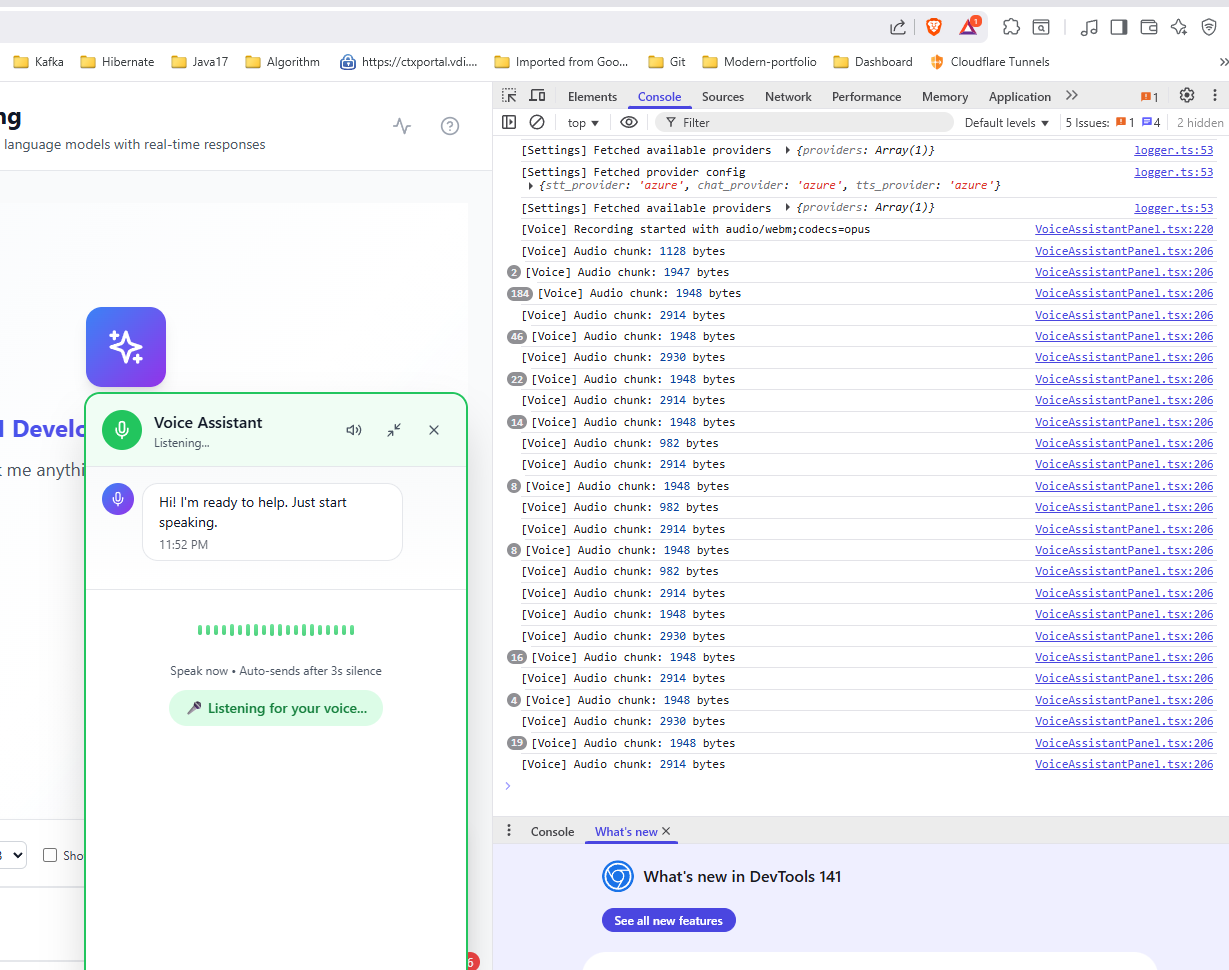 1
Kafka Hibernate Java17 Algorithm https://ctxportal.vdi.... Imported from Goo... Git Modern-portfolio Dashboard Cloudflare Tunnels »
ng
language models with real-time responses
I Develo
me anythi
Voice Assistant
Listening...
Hi! I'm ready to help. Just start
speaking.
11:52 PM
Speak now • Auto-sends after 3s silence
Listening for your voice...
Sho
6
Elements Console Sources Network Performance Memory Application » 1
top Filter Default levels 5 Issues: 1 4 2 hidden
[Settings] Fetched available providers {providers: Array(1)} logger.ts:53
[Settings] Fetched provider config logger.ts:53
{stt_provider: 'azure', chat_provider: 'azure', tts_provider: 'azure'}
[Settings] Fetched available providers {providers: Array(1)} logger.ts:53
[Voice] Recording started with audio/webm;codecs=opus VoiceAssistantPanel.tsx:220
[Voice] Audio chunk: 1128 bytes VoiceAssistantPanel.tsx:206
2 [Voice] Audio chunk: 1947 bytes VoiceAssistantPanel.tsx:206
184 [Voice] Audio chunk: 1948 bytes VoiceAssistantPanel.tsx:206
[Voice] Audio chunk: 2914 bytes VoiceAssistantPanel.tsx:206
46 [Voice] Audio chunk: 1948 bytes VoiceAssistantPanel.tsx:206
[Voice] Audio chunk: 2930 bytes VoiceAssistantPanel.tsx:206
22 [Voice] Audio chunk: 1948 bytes VoiceAssistantPanel.tsx:206
[Voice] Audio chunk: 2914 bytes VoiceAssistantPanel.tsx:206
14 [Voice] Audio chunk: 1948 bytes VoiceAssistantPanel.tsx:206
[Voice] Audio chunk: 982 bytes VoiceAssistantPanel.tsx:206
[Voice] Audio chunk: 2914 bytes VoiceAssistantPanel.tsx:206
8 [Voice] Audio chunk: 1948 bytes VoiceAssistantPanel.tsx:206
[Voice] Audio chunk: 982 bytes VoiceAssistantPanel.tsx:206
[Voice] Audio chunk: 2914 bytes VoiceAssistantPanel.tsx:206
8 [Voice] Audio chunk: 1948 bytes VoiceAssistantPanel.tsx:206
[Voice] Audio chunk: 982 bytes VoiceAssistantPanel.tsx:206
[Voice] Audio chunk: 2914 bytes VoiceAssistantPanel.tsx:206
[Voice] Audio chunk: 1948 bytes VoiceAssistantPanel.tsx:206
[Voice] Audio chunk: 2930 bytes VoiceAssistantPanel.tsx:206
16 [Voice] Audio chunk: 1948 bytes VoiceAssistantPanel.tsx:206
[Voice] Audio chunk: 2914 bytes VoiceAssistantPanel.tsx:206
4 [Voice] Audio chunk: 1948 bytes VoiceAssistantPanel.tsx:206
[Voice] Audio chunk: 2930 bytes VoiceAssistantPanel.tsx:206
19 [Voice] Audio chunk: 1948 bytes VoiceAssistantPanel.tsx:206
[Voice] Audio chunk: 2914 bytes VoiceAssistantPanel.tsx:206
Console What's new
What's new in DevTools 141
See all new features